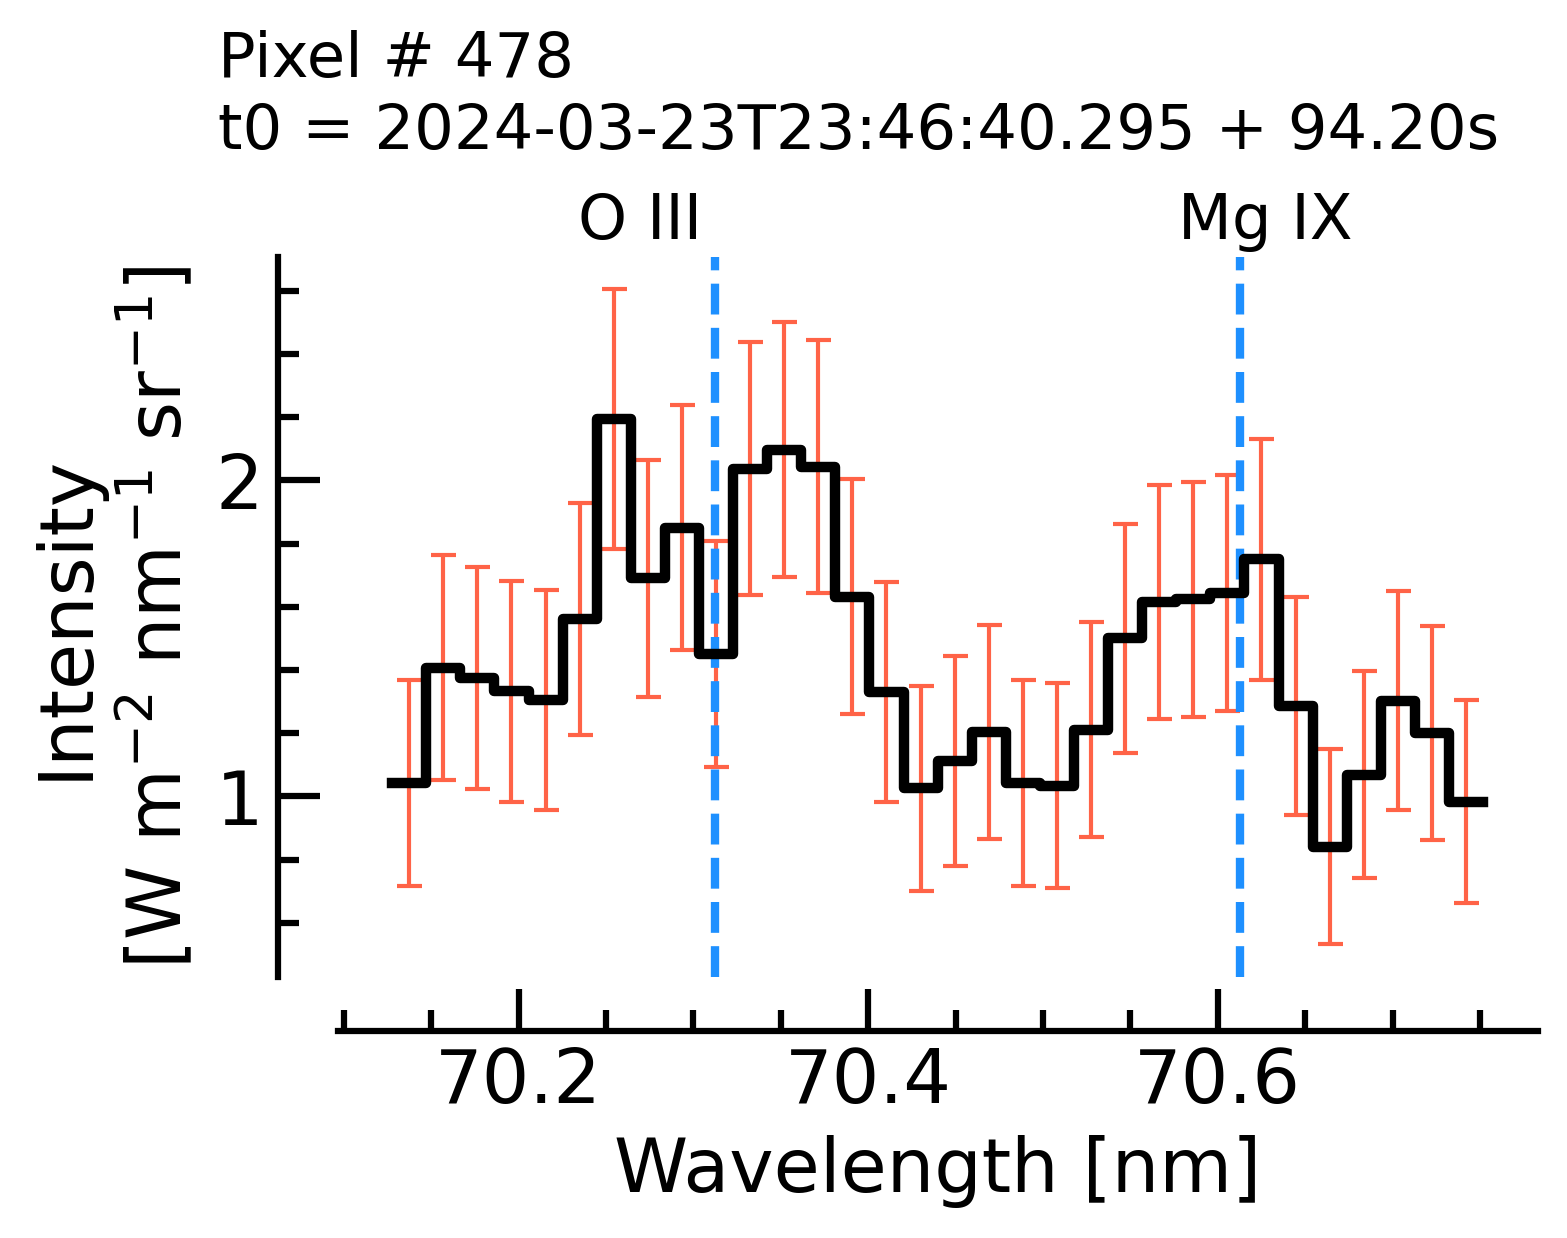 Pixel # 478
t0 = 2024-03-23T23:46:40.295 + 94.20s
O III
Mg IX
Intensity
[W m⁻² nm⁻¹ sr⁻¹]
2
1
70.2
70.4
70.6
Wavelength [nm]